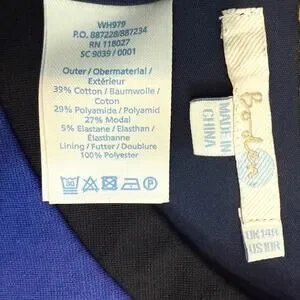 WH979
P.O. 887228/887234
RN 118027
SC 9039 / 0001
Outer / Obermaterial /
Extérieur
39% Cotton / Baumwolle /
Coton
29% Polyamide / Polyamid
27% Modal
5% Elastane / Elasthan /
Élasthanne
Lining / Futter / Doublure
100% Polyester
MADE IN
CHINA
Boden
UK14R
US10R